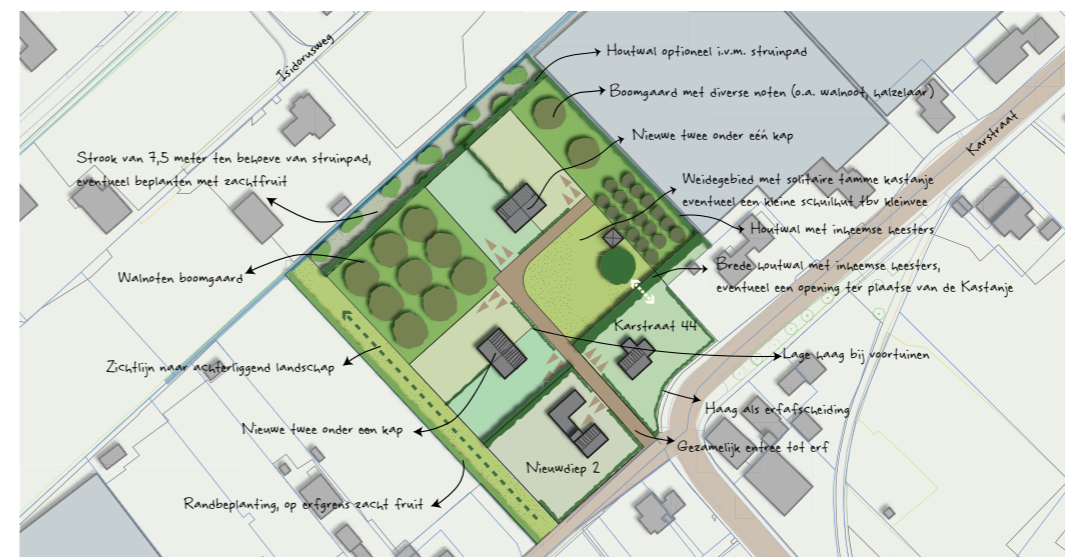 Houtwal optioneel i.v.m. struinpad
Isidorusweg
Boomgaard met diverse noten (o.a. walnoot, halzelaar)
Karstraat
Nieuwe twee onder eén kap
Strook van 7,5 meter ten behoeve van struinpad,
eventueel beplanten met zachtfruit
Weidegebied met solitaire tamme kastanje
eventueel een kleine schuilhut tbv kleinvee
Houtwal met inheemse heesters
Walnoten boomgaard
Brede houtwal met inheemse heesters,
eventueel een opening ter plaatse van de Kastanje
Karstraat 44
Lage haag bij voortuinen
Zichtlijn naar achterliggend landschap
Haag als erfafscheiding
Nieuwe twee onder een kap
Gezamelijk entree tot erf
Nieuwdiep 2
Randbeplanting, op erfgrens zacht fruit